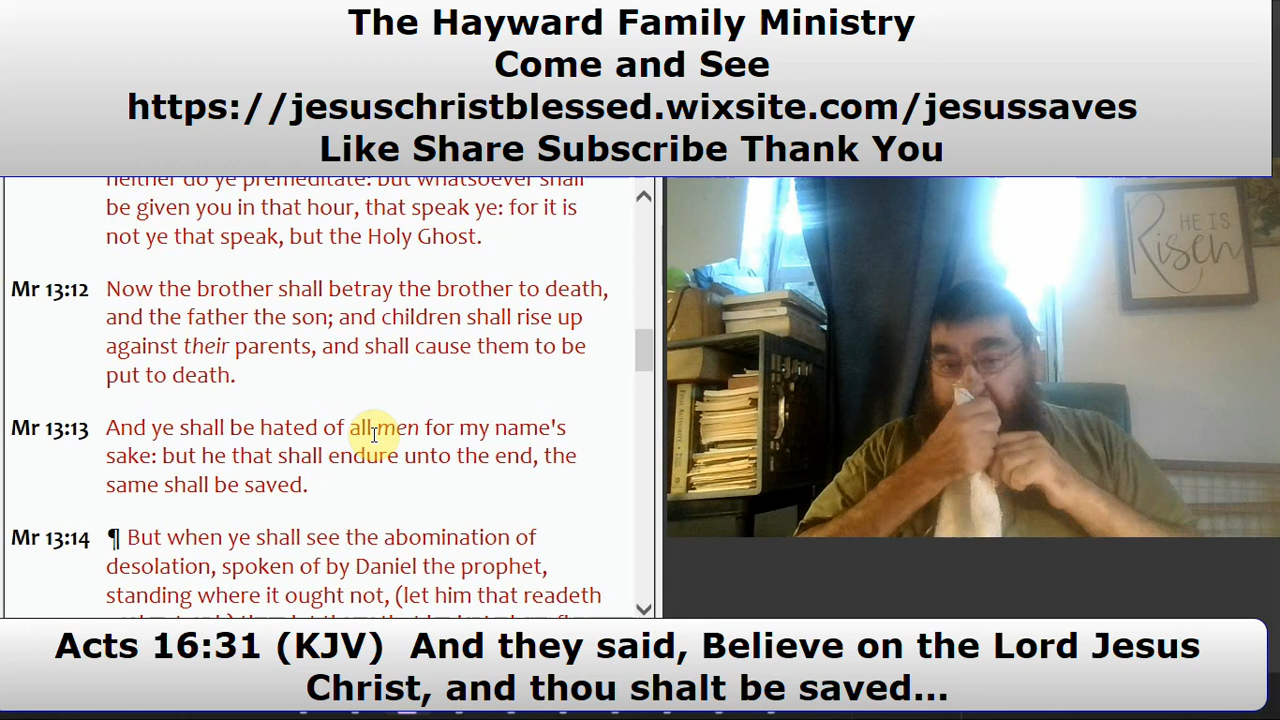 The Hayward Family Ministry
Come and See
https://jesuschristblessed.wixsite.com/jesussaves
Like Share Subscribe Thank You
neither do ye premeditate: but whatsoever shall
be given you in that hour, that speak ye: for it is
not ye that speak, but the Holy Ghost.
Mr 13:12 Now the brother shall betray the brother to death,
and the father the son; and children shall rise up
against their parents, and shall cause them to be
put to death.
Mr 13:13 And ye shall be hated of all men for my name's
sake: but he that shall endure unto the end, the
same shall be saved.
Mr 13:14 ¶ But when ye shall see the abomination of
desolation, spoken of by Daniel the prophet,
standing where it ought not, (let him that readeth
HE IS
Risen
Acts 16:31 (KJV) And they said, Believe on the Lord Jesus
Christ, and thou shalt be saved...